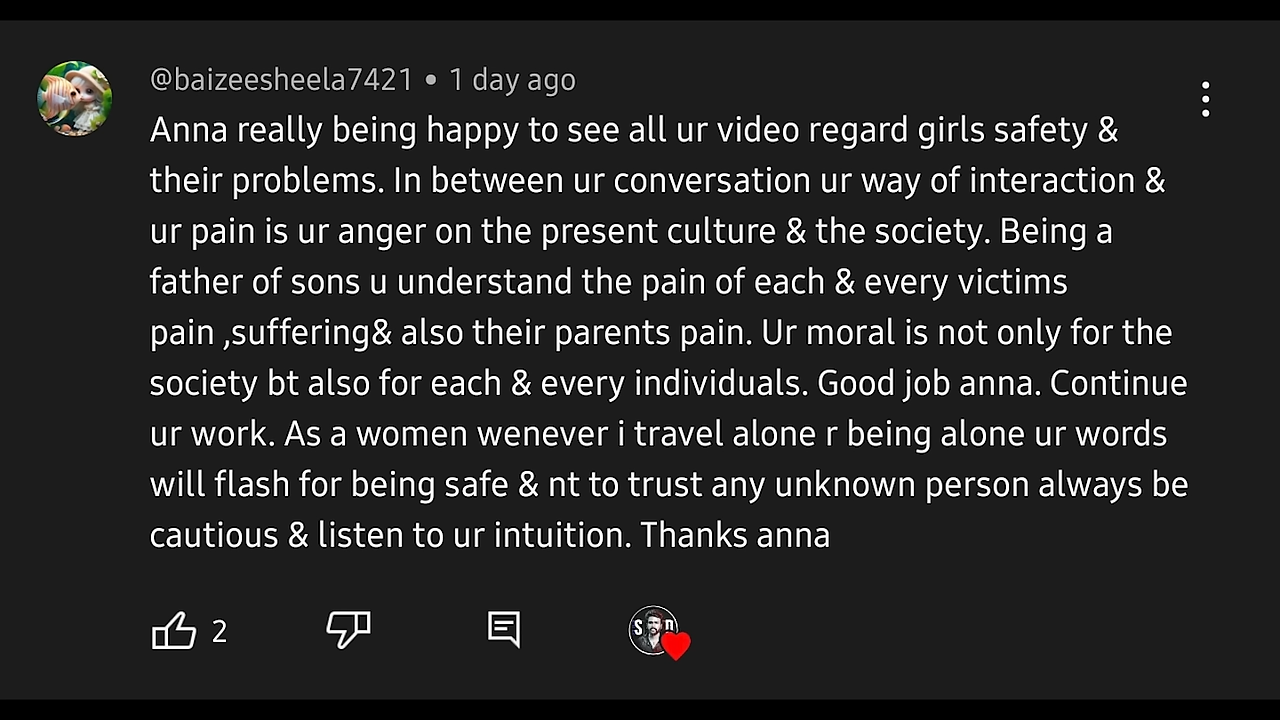 @baizeesheela7421 • 1 day ago
Anna really being happy to see all ur video regard girls safety &
their problems. In between ur conversation ur way of interaction &
ur pain is ur anger on the present culture & the society. Being a
father of sons u understand the pain of each & every victims
pain ,suffering& also their parents pain. Ur moral is not only for the
society bt also for each & every individuals. Good job anna. Continue
ur work. As a women wenever i travel alone r being alone ur words
will flash for being safe & nt to trust any unknown person always be
cautious & listen to ur intuition. Thanks anna
2